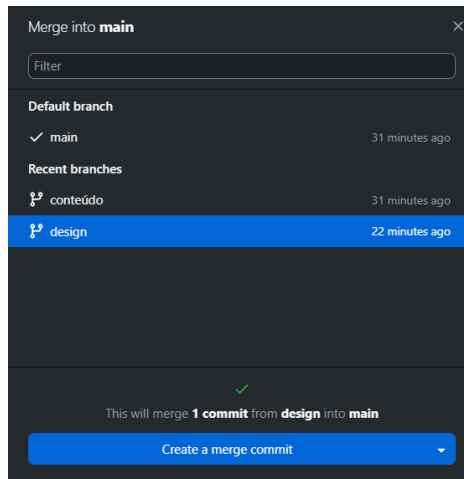 Merge into main
Filter
Default branch
main 31 minutes ago
Recent branches
conteúdo 31 minutes ago
design 22 minutes ago
This will merge 1 commit from design into main
Create a merge commit